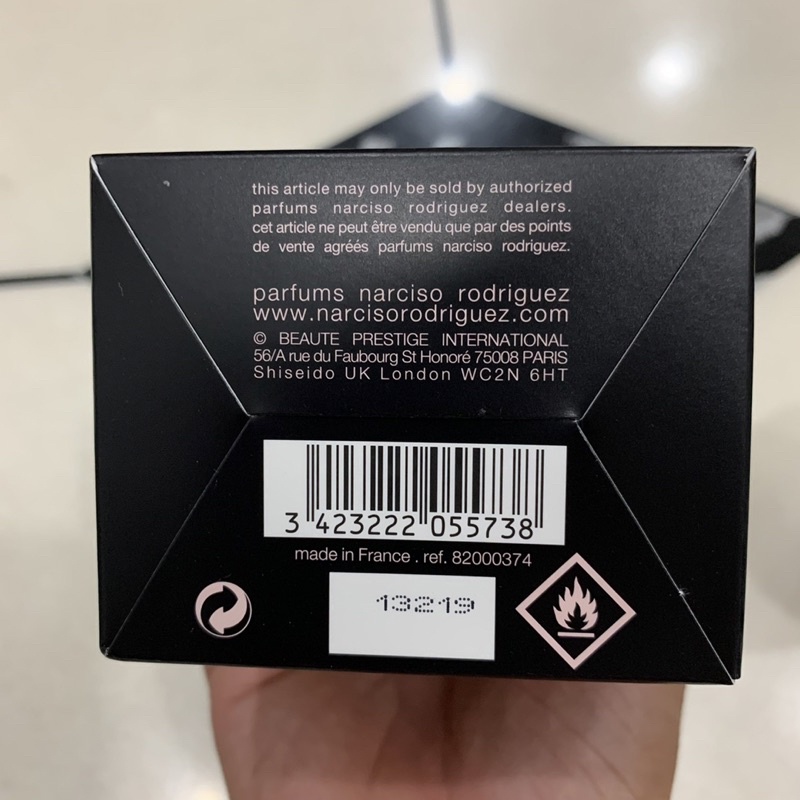 this article may only be sold by authorized
parfums narciso rodriguez dealers.
cet article ne peut être vendu que par des points
de vente agréés parfums narciso rodriguez.
parfums narciso rodriguez
www.narcisorodriguez.com
© BEAUTE PRESTIGE INTERNATIONAL
56/A rue du Faubourg St Honoré 75008 PARIS
Shiseido UK London WC2N 6HT
3 423222 055738
made in France . ref. 82000374
13219